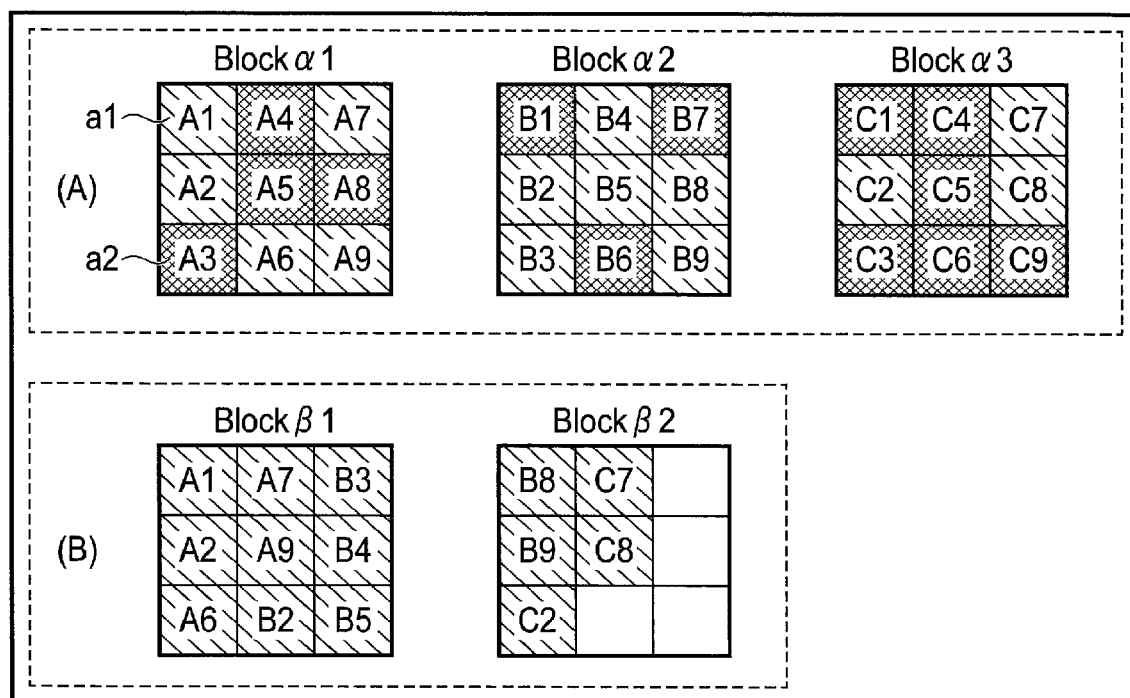 Block α 1 Block α 2 Block α 3
a1 A1 A4 A7 B1 B4 B7 C1 C4 C7
(A) A2 A5 A8 B2 B5 B8 C2 C5 C8
a2 A3 A6 A9 B3 B6 B9 C3 C6 C9
Block β 1 Block β 2
A1 A7 B3 B8 C7
(B) A2 A9 B4 B9 C8
A6 B2 B5 C2